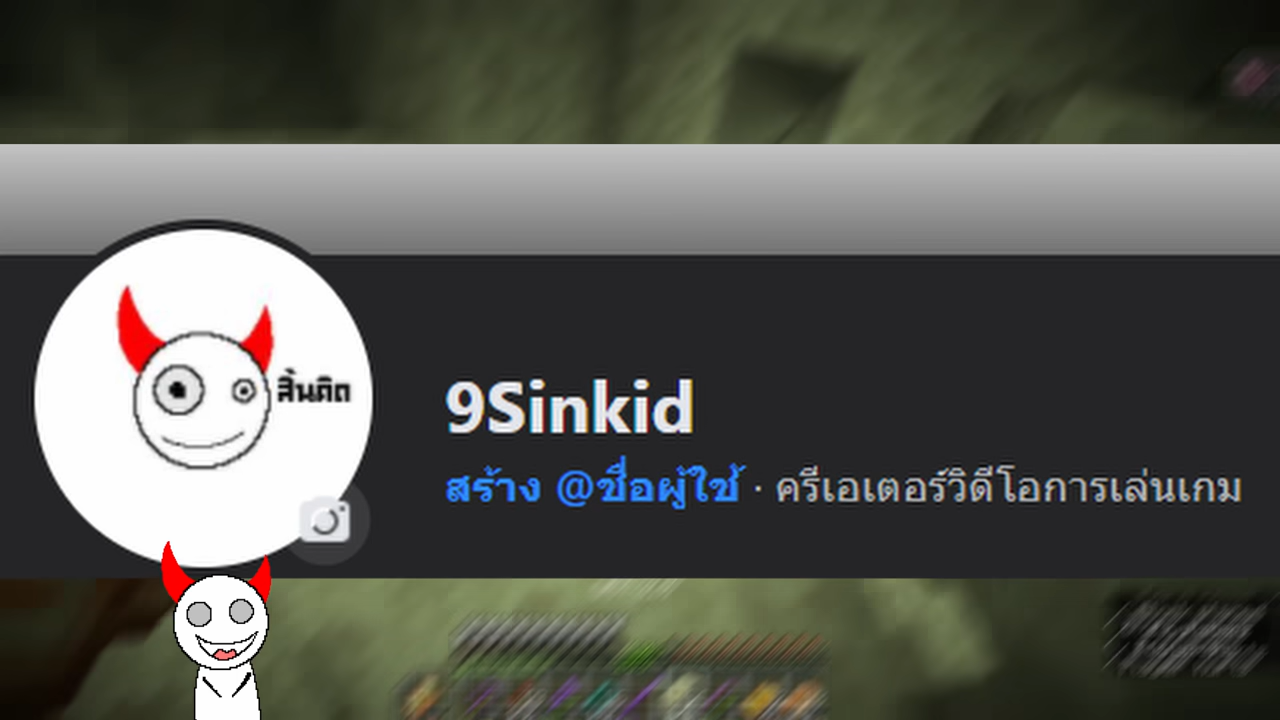 สิ้นคิด
9Sinkid
สร้าง @ชื่อผู้ใช้ · ครีเอเตอร์วิดีโอการเล่นเกม